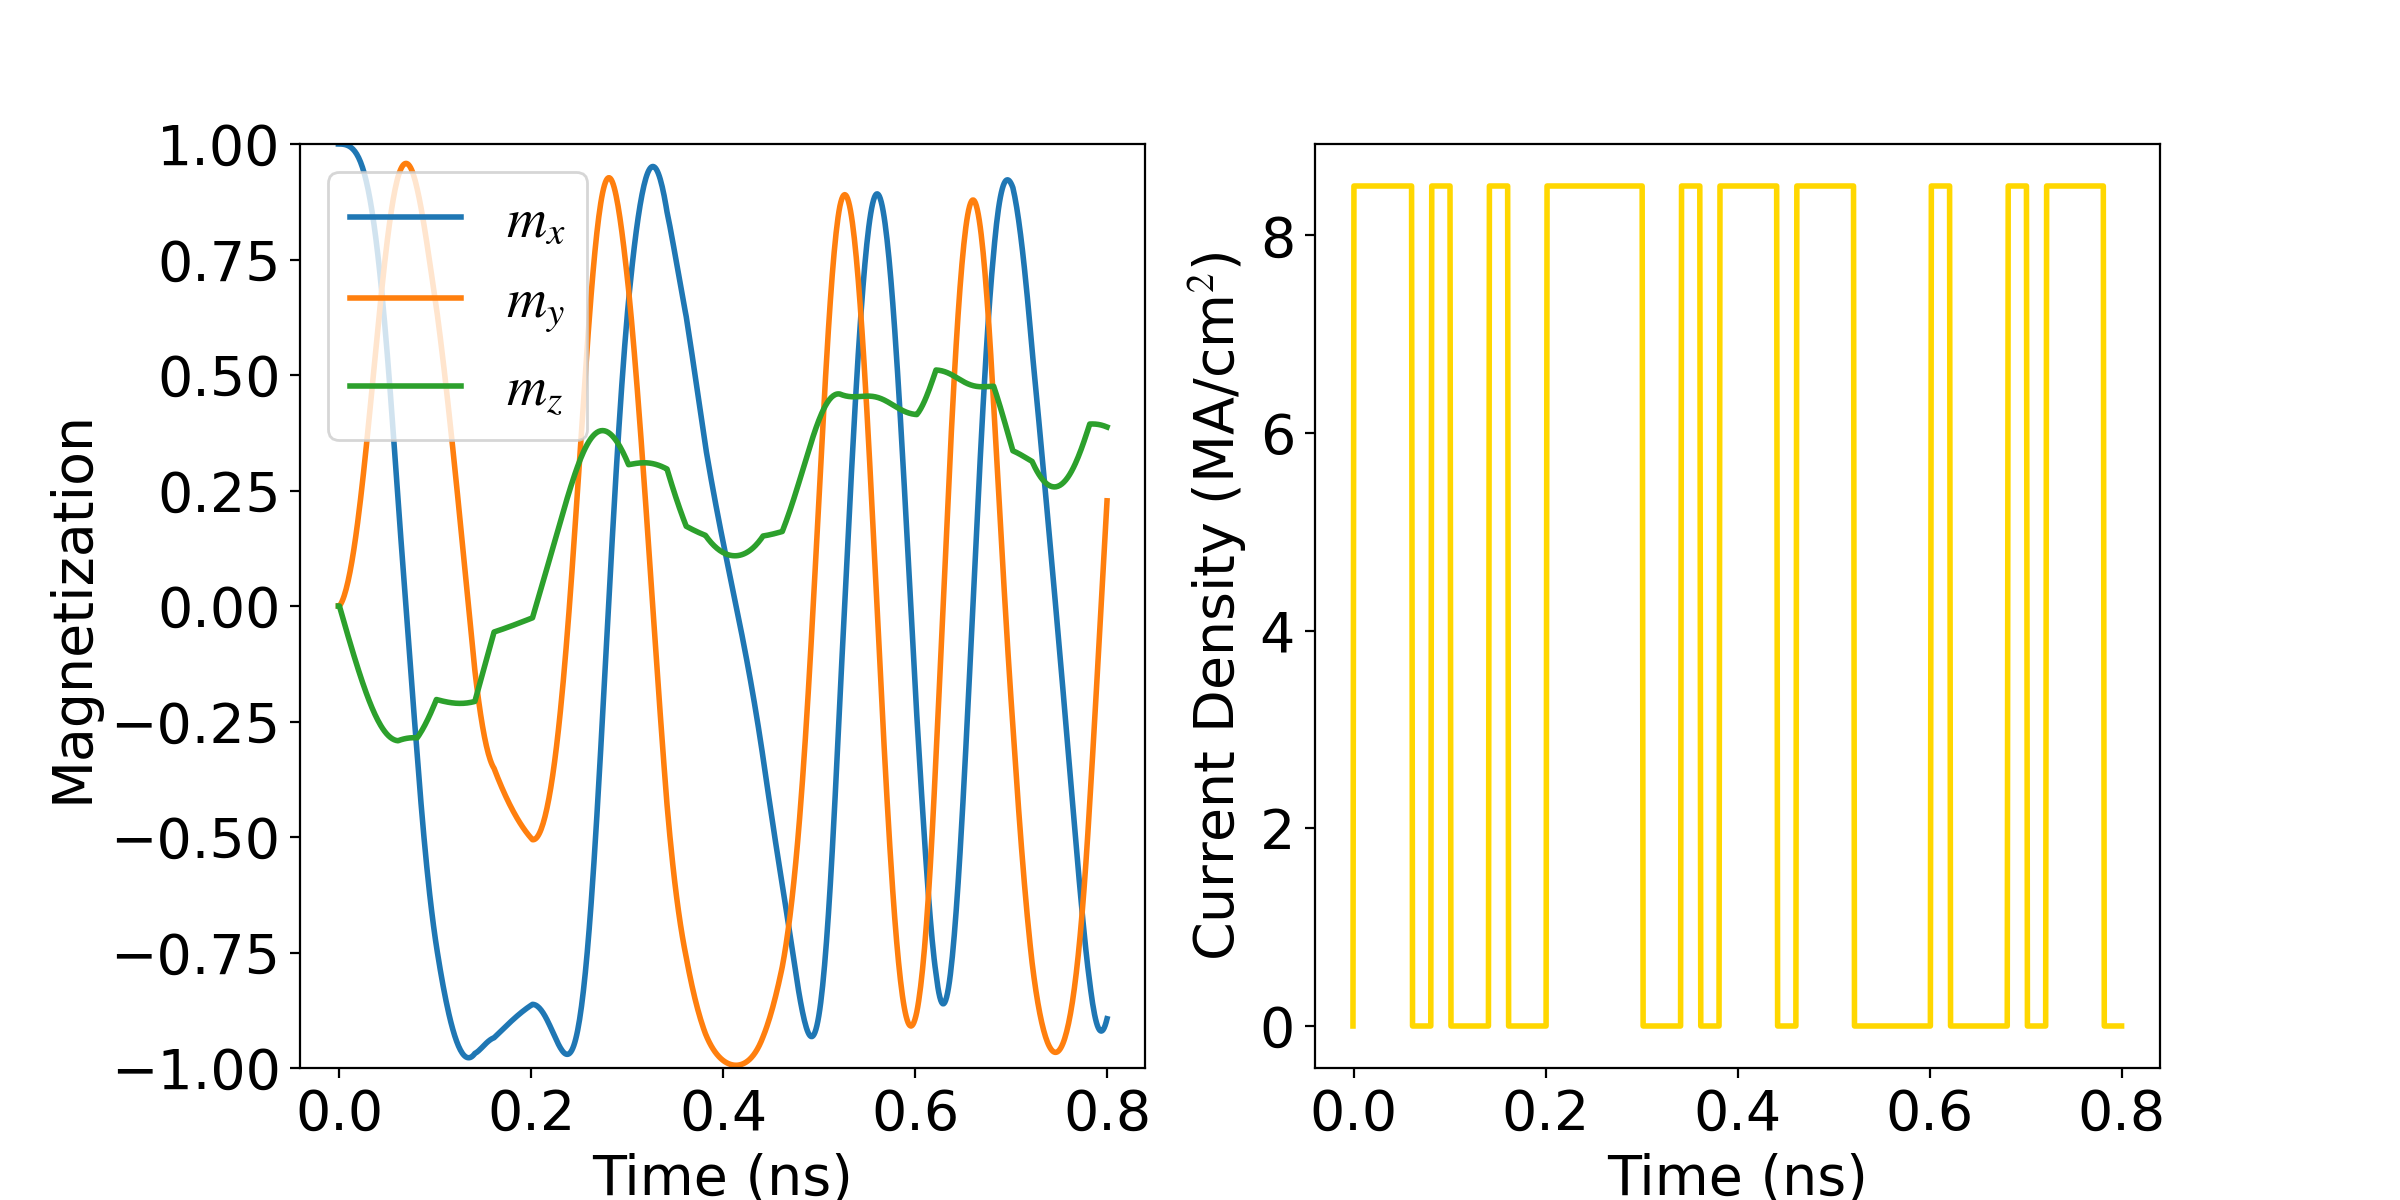 1.00
0.75
0.50
0.25
0.00
−0.25
−0.50
−0.75
−1.00
Magnetization
m_x
m_y
m_z
0.0 0.2 0.4 0.6 0.8
Time (ns)
8
6
4
2
0
Current Density (MA/cm²)
0.0 0.2 0.4 0.6 0.8
Time (ns)